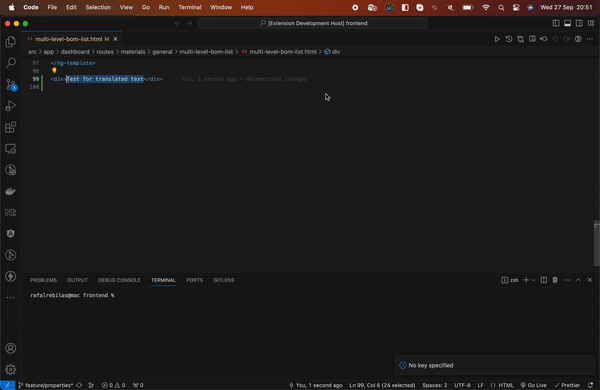 Code File Edit Selection View Go Run Terminal Window Help Wed 27 Sep 20:51
[Extension Development Host] frontend
multi-level-bom-list.html M
src > app > dashboard > routes > materials > general > multi-level-bom-list > multi-level-bom-list.html > div
97 </ng-template>
98
99 <div>Test for translated text</div> You, 1 second ago • Uncommitted changes
100
PROBLEMS OUTPUT DEBUG CONSOLE TERMINAL PORTS GITLENS
zsh
rafalrebilas@mac frontend %
No key specified
feature/properties* 0 0 0 You, 1 second ago Ln 99, Col 6 (24 selected) Spaces: 2 UTF-8 LF HTML Go Live Prettier